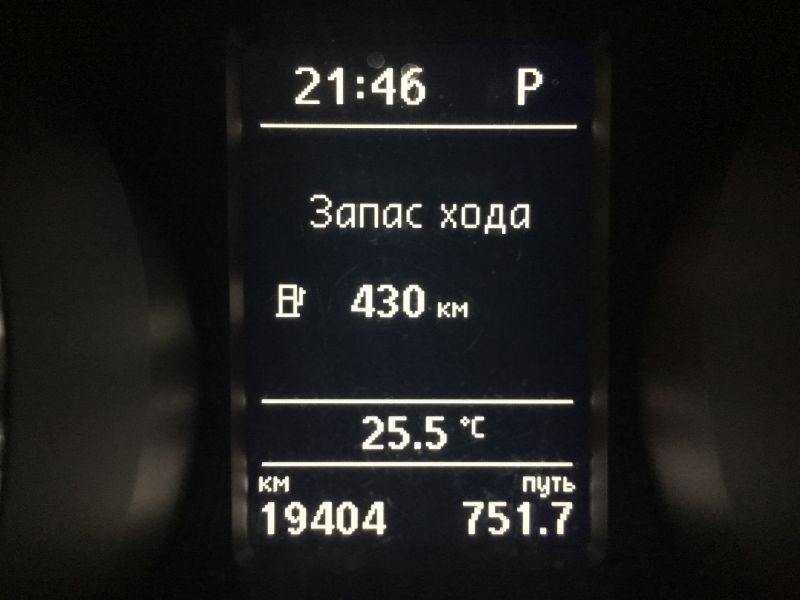 21:46 P
Запас хода
430 км
25.5 °C
км путь
19404 751.7